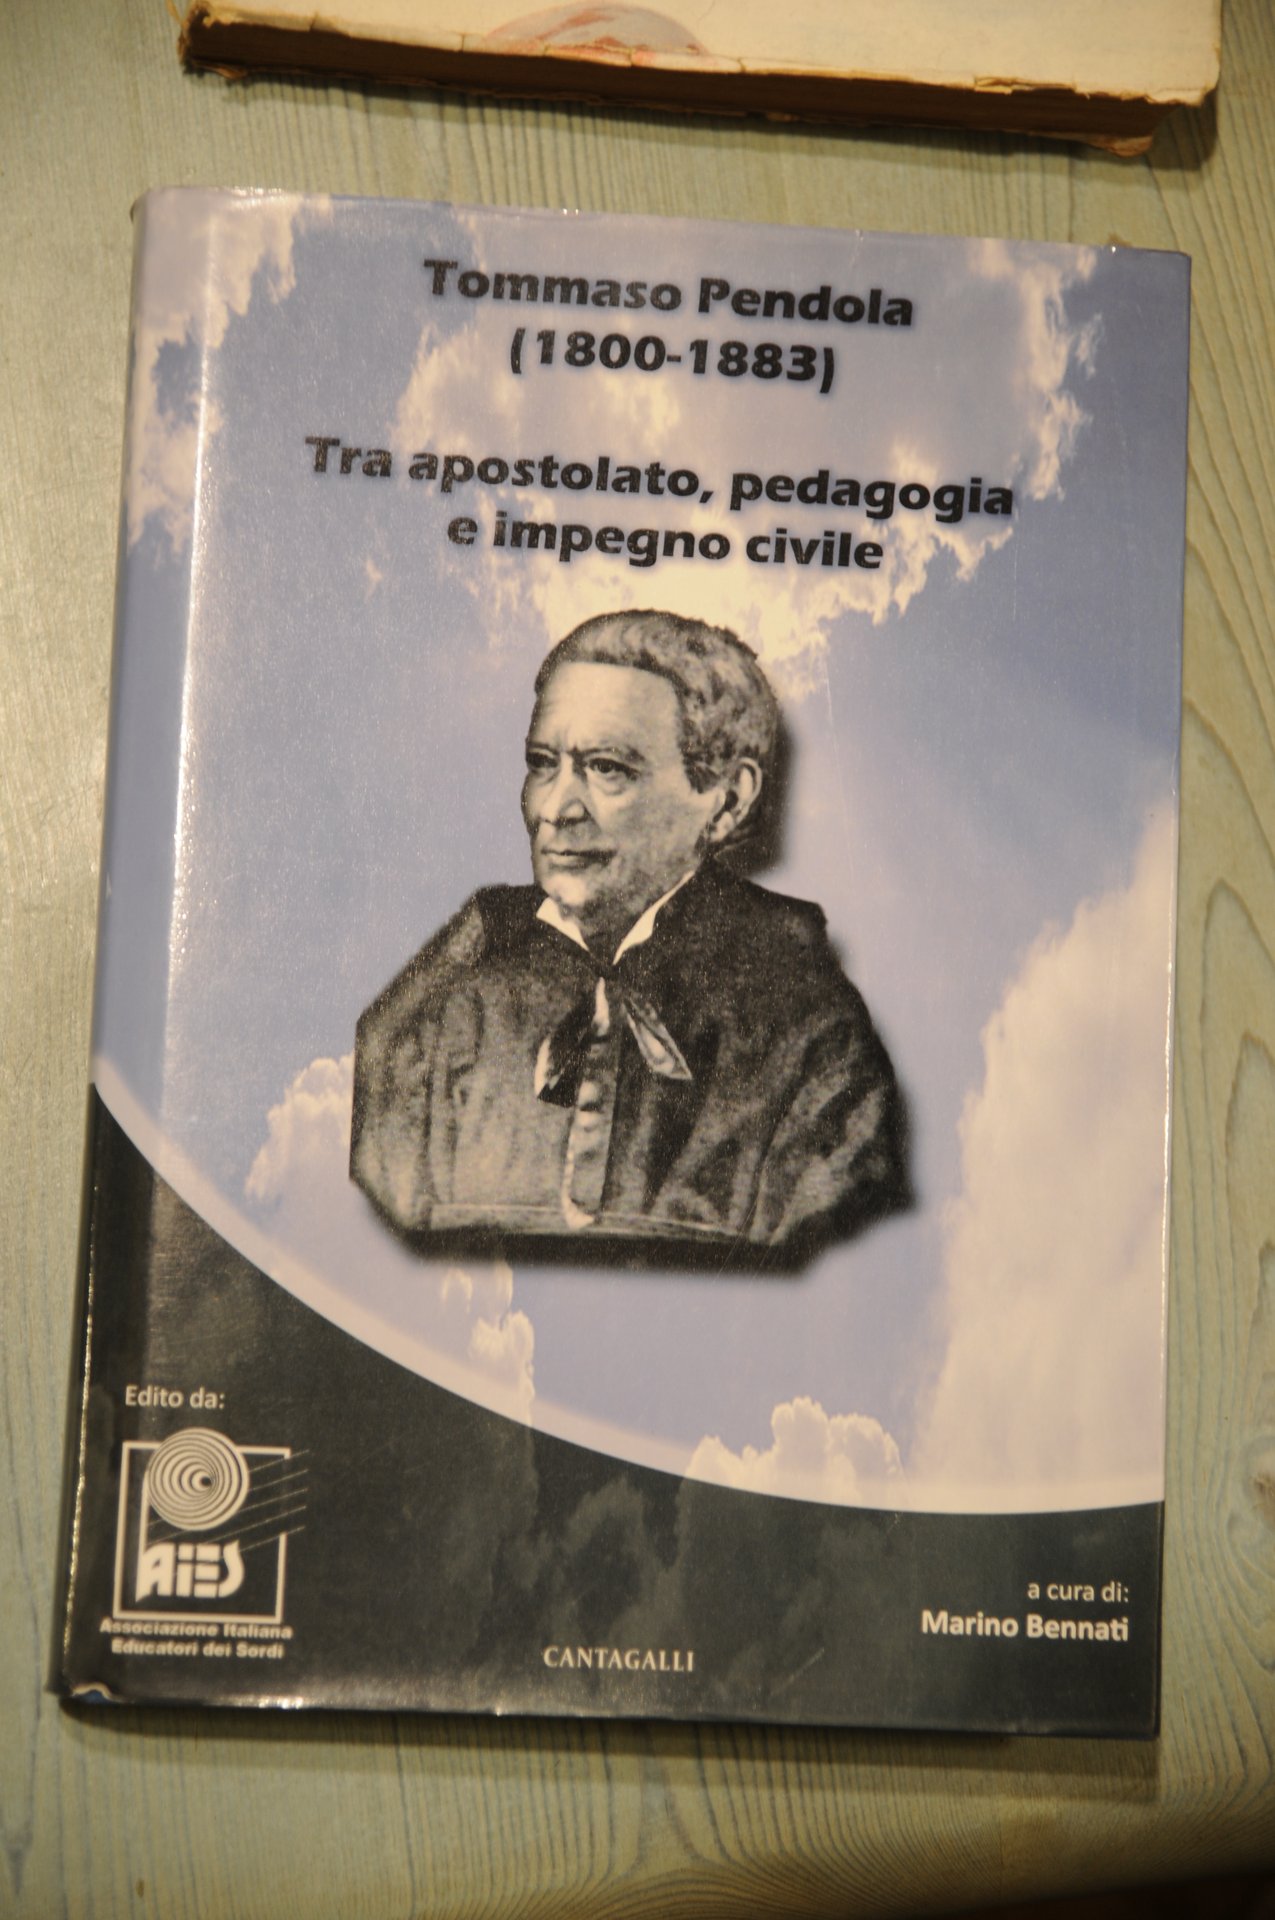 Tommaso Pendola
(1800-1883)
Tra apostolato, pedagogia
e impegno civile
Edito da:
AIES
Associazione Italiana
Educatori dei Sordi
CANTAGALLI
a cura di:
Marino Bennati